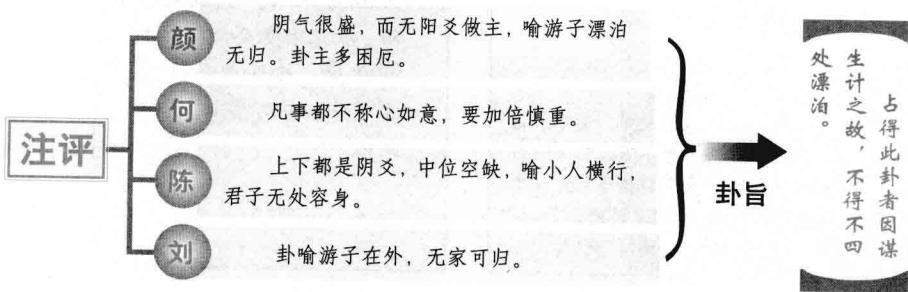 注评
颜
阴气很盛，而无阳爻做主，喻游子漂泊
无归。卦主多困厄。
何
凡事都不称心如意，要加倍慎重。
陈
上下都是阴爻，中位空缺，喻小人横行，
君子无处容身。
刘
卦喻游子在外，无家可归。
卦旨
占得此卦者因谋
生计之故，不得不四
处漂泊。